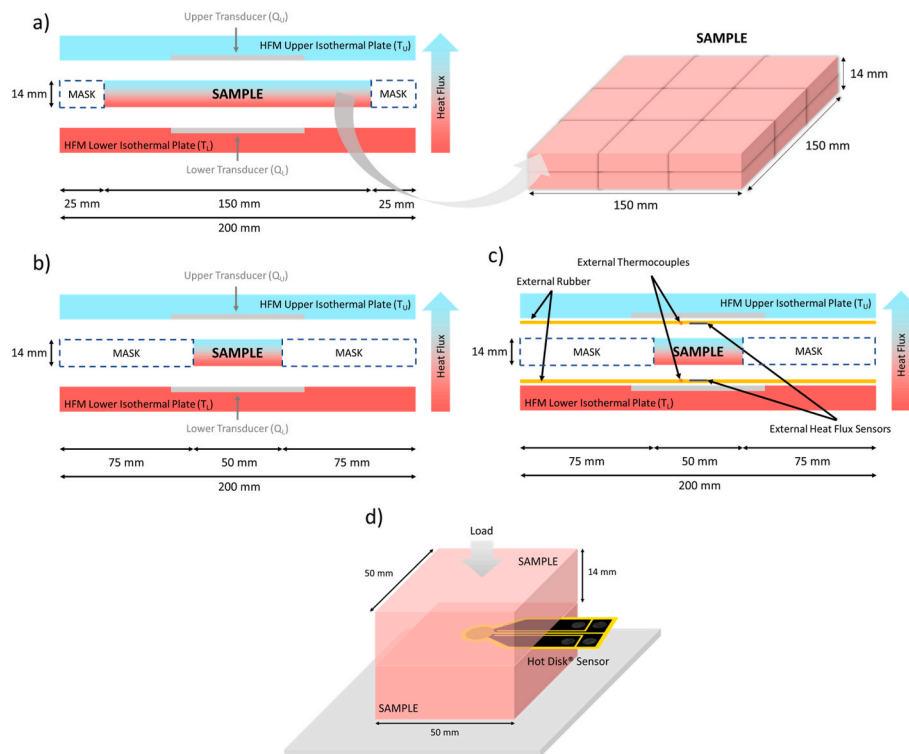 a)
Upper Transducer (QU)
HFM Upper Isothermal Plate (TU)
14 mm
MASK
SAMPLE
MASK
Heat Flux
HFM Lower Isothermal Plate (TL)
Lower Transducer (QL)
25 mm
150 mm
25 mm
200 mm
SAMPLE
14 mm
150 mm
150 mm
b)
Upper Transducer (QU)
HFM Upper Isothermal Plate (TU)
14 mm
MASK
SAMPLE
MASK
Heat Flux
HFM Lower Isothermal Plate (TL)
Lower Transducer (QL)
75 mm
50 mm
75 mm
200 mm
c)
External Thermocouples
External Rubber
HFM Upper Isothermal Plate (TU)
14 mm
MASK
SAMPLE
MASK
Heat Flux
HFM Lower Isothermal Plate (TL)
External Heat Flux Sensors
75 mm
50 mm
75 mm
200 mm
d)
Load
50 mm
SAMPLE
14 mm
Hot Disk® Sensor
SAMPLE
50 mm